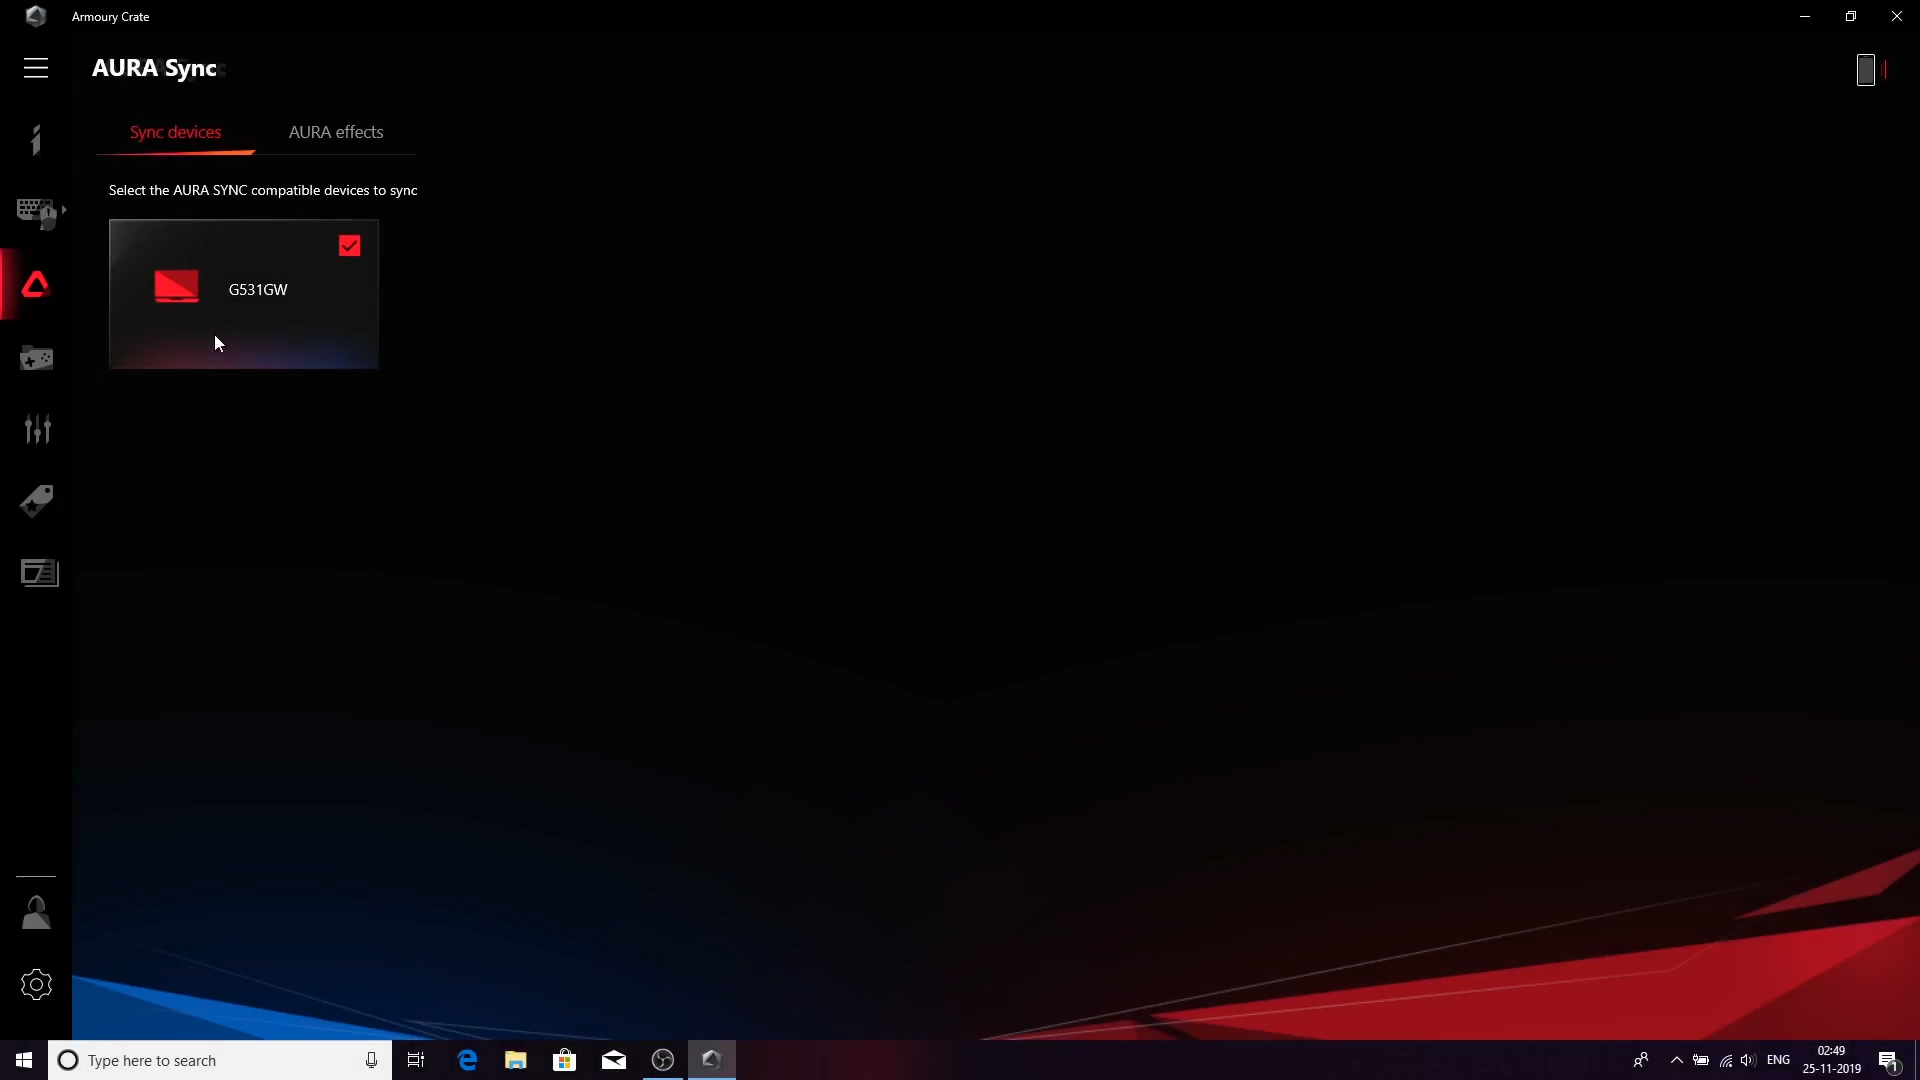 Armoury Crate
AURA Sync
Sync devices
AURA effects
Select the AURA SYNC compatible devices to sync
G531GW
Type here to search
ENG
02:49
25-11-2019
1